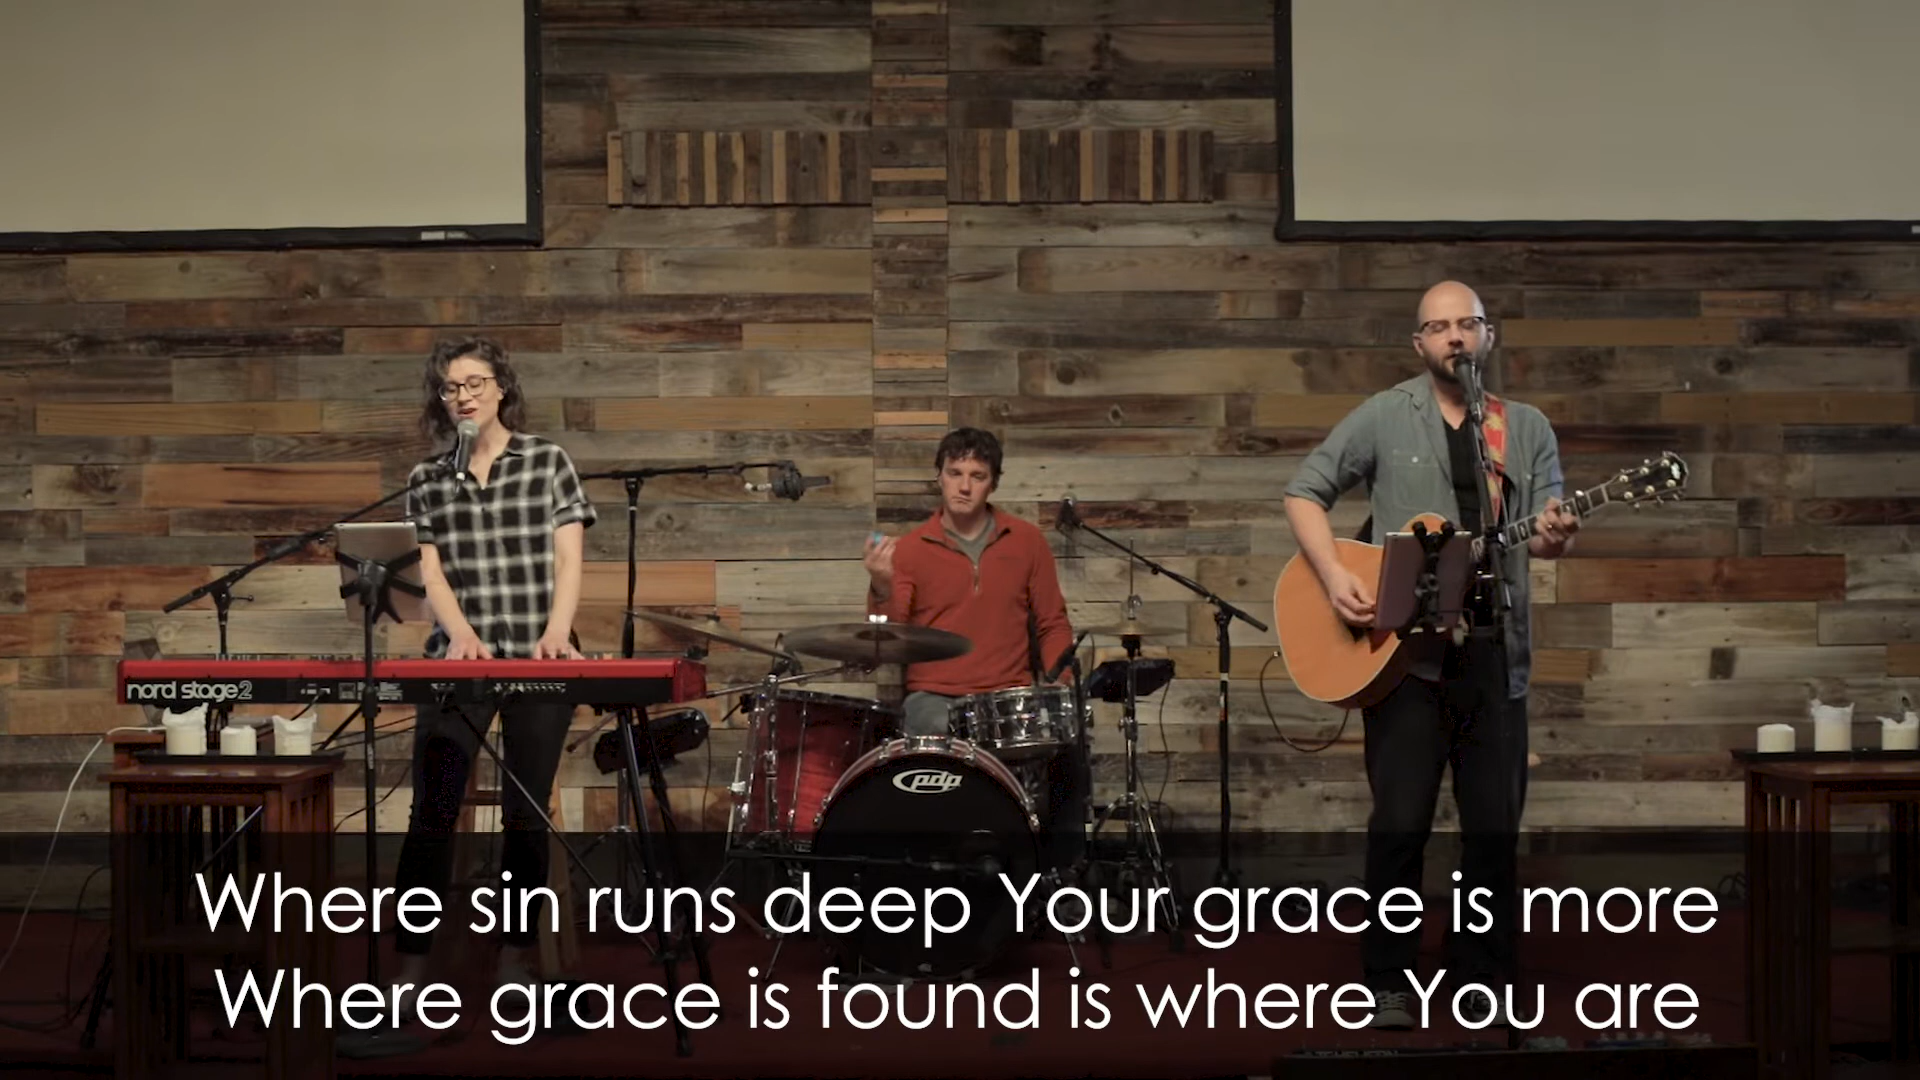 nord stage 2
pdp
Where sin runs deep Your grace is more
Where grace is found is where You are